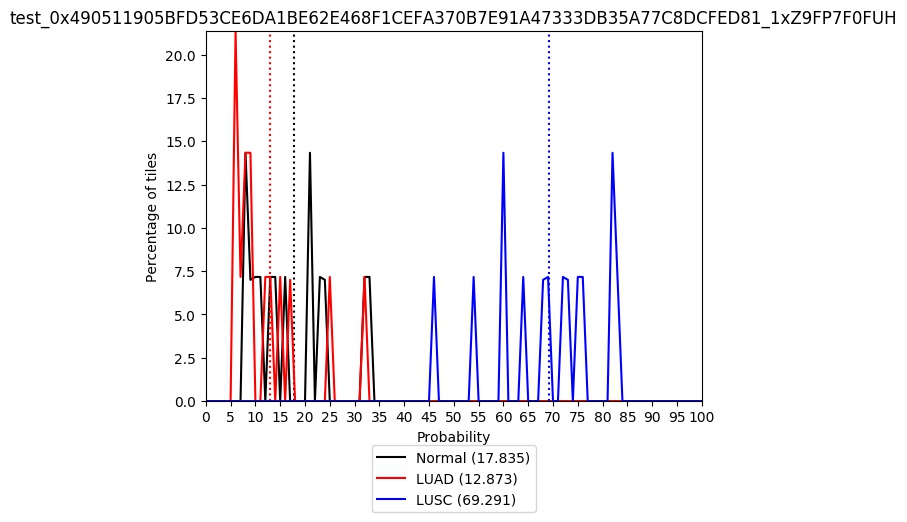 test_0x490511905BFD53CE6DA1BE62E468F1CEFA370B7E91A47333DB35A77C8DCFED81_1xZ9FP7F0FUH
20.0
17.5
15.0
12.5
10.0
7.5
5.0
2.5
0.0
Percentage of tiles
0 5 10 15 20 25 30 35 40 45 50 55 60 65 70 75 80 85 90 95 100
Probability
Normal (17.835)
LUAD (12.873)
LUSC (69.291)